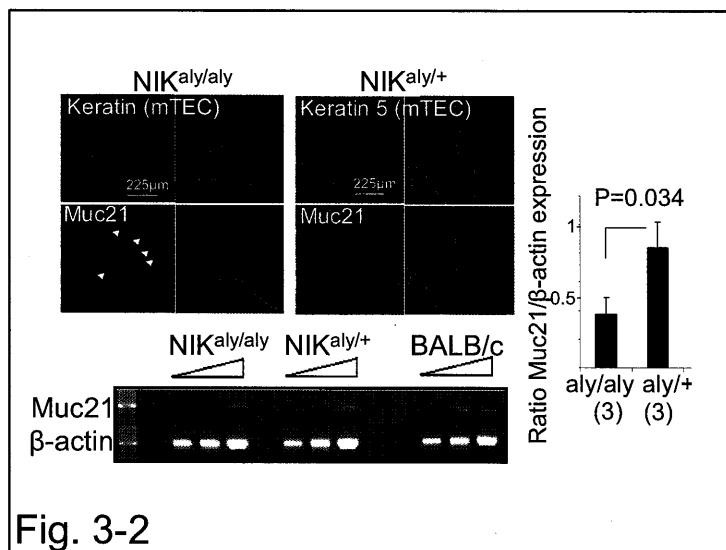 NIKaly/aly
NIKaly/+
Keratin (mTEC)
Keratin 5 (mTEC)
225μm
225μm
Muc21
Muc21
Ratio Muc21/β-actin expression
P=0.034
1
0.5
aly/aly
aly/+
(3)
(3)
NIKaly/aly
NIKaly/+
BALB/c
Muc21
β-actin
Fig. 3-2